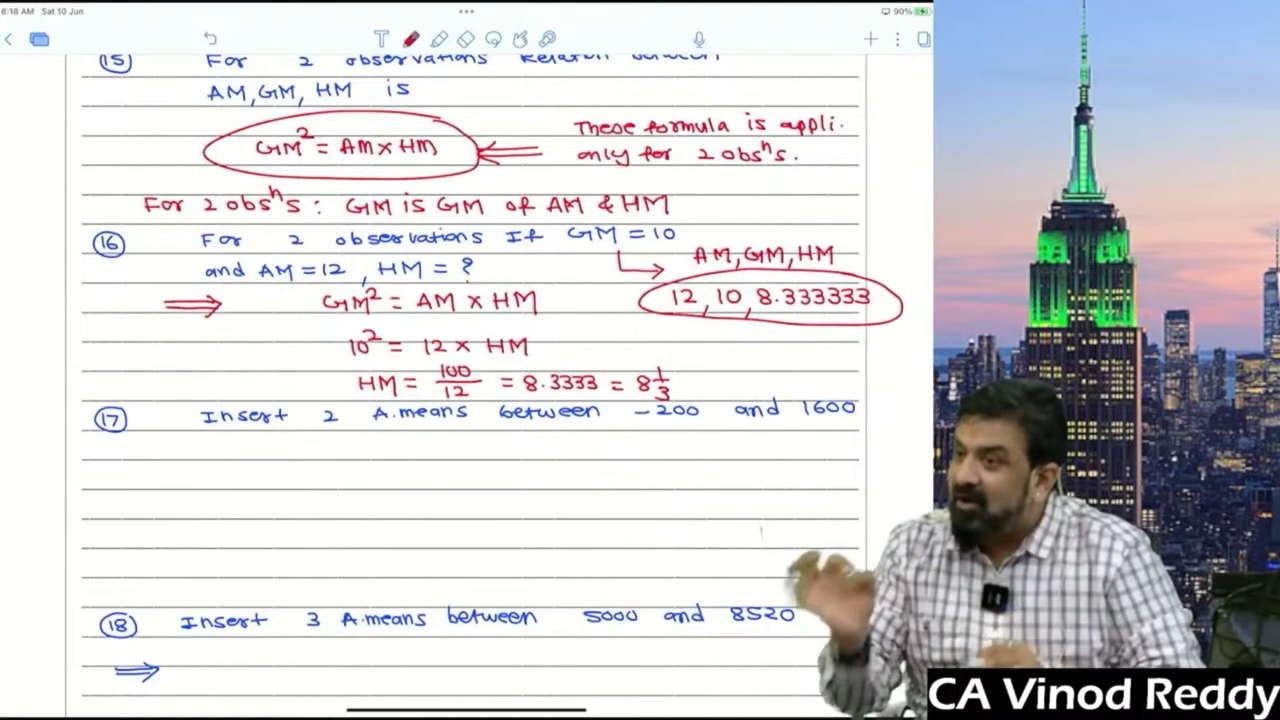 8:18 AM Sat 10 Jun
90%
(15) For 2 observations Relation between
AM, GM, HM is
GM² = AM x HM
These formula is appli.
only for 2 obsⁿs.
For 2 obsⁿs : GM is GM of AM & HM
(16) For 2 observations If GM = 10
and AM = 12 , HM = ?
AM, GM, HM
12, 10, 8.333333
GM² = AM x HM
10² = 12 x HM
HM = 100/12 = 8.3333 = 8 1/3
(17) Insert 2 A.means between -200 and 1600
(18) Insert 3 A.means between 5000 and 8520
CA Vinod Reddy